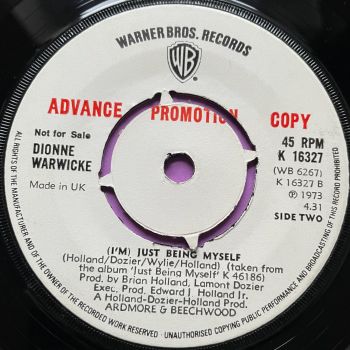 WARNER BROS. RECORDS
WB
ADVANCE PROMOTION COPY
Not for Sale
DIONNE
WARWICKE
Made in UK
45 RPM
K 16327
(WB 6267)
K 16327 B
℗ 1973
4.31
SIDE TWO
(I'M) JUST BEING MYSELF
(Holland/Dozier/Wylie/Holland) (taken from
the album 'Just Being Myself' K 46186)
Prod. by Brian Holland, Lamont Dozier
Exec. Prod. by Edward J. Holland Jr.
A Holland-Dozier-Holland Prod.
ARDMORE & BEECHWOOD
ALL RIGHTS OF THE MANUFACTURER AND OF THE OWNER OF THE RECORDED WORK RESERVED - UNAUTHORISED COPYING PUBLIC PERFORMANCE AND BROADCASTING OF THIS RECORD PROHIBITED